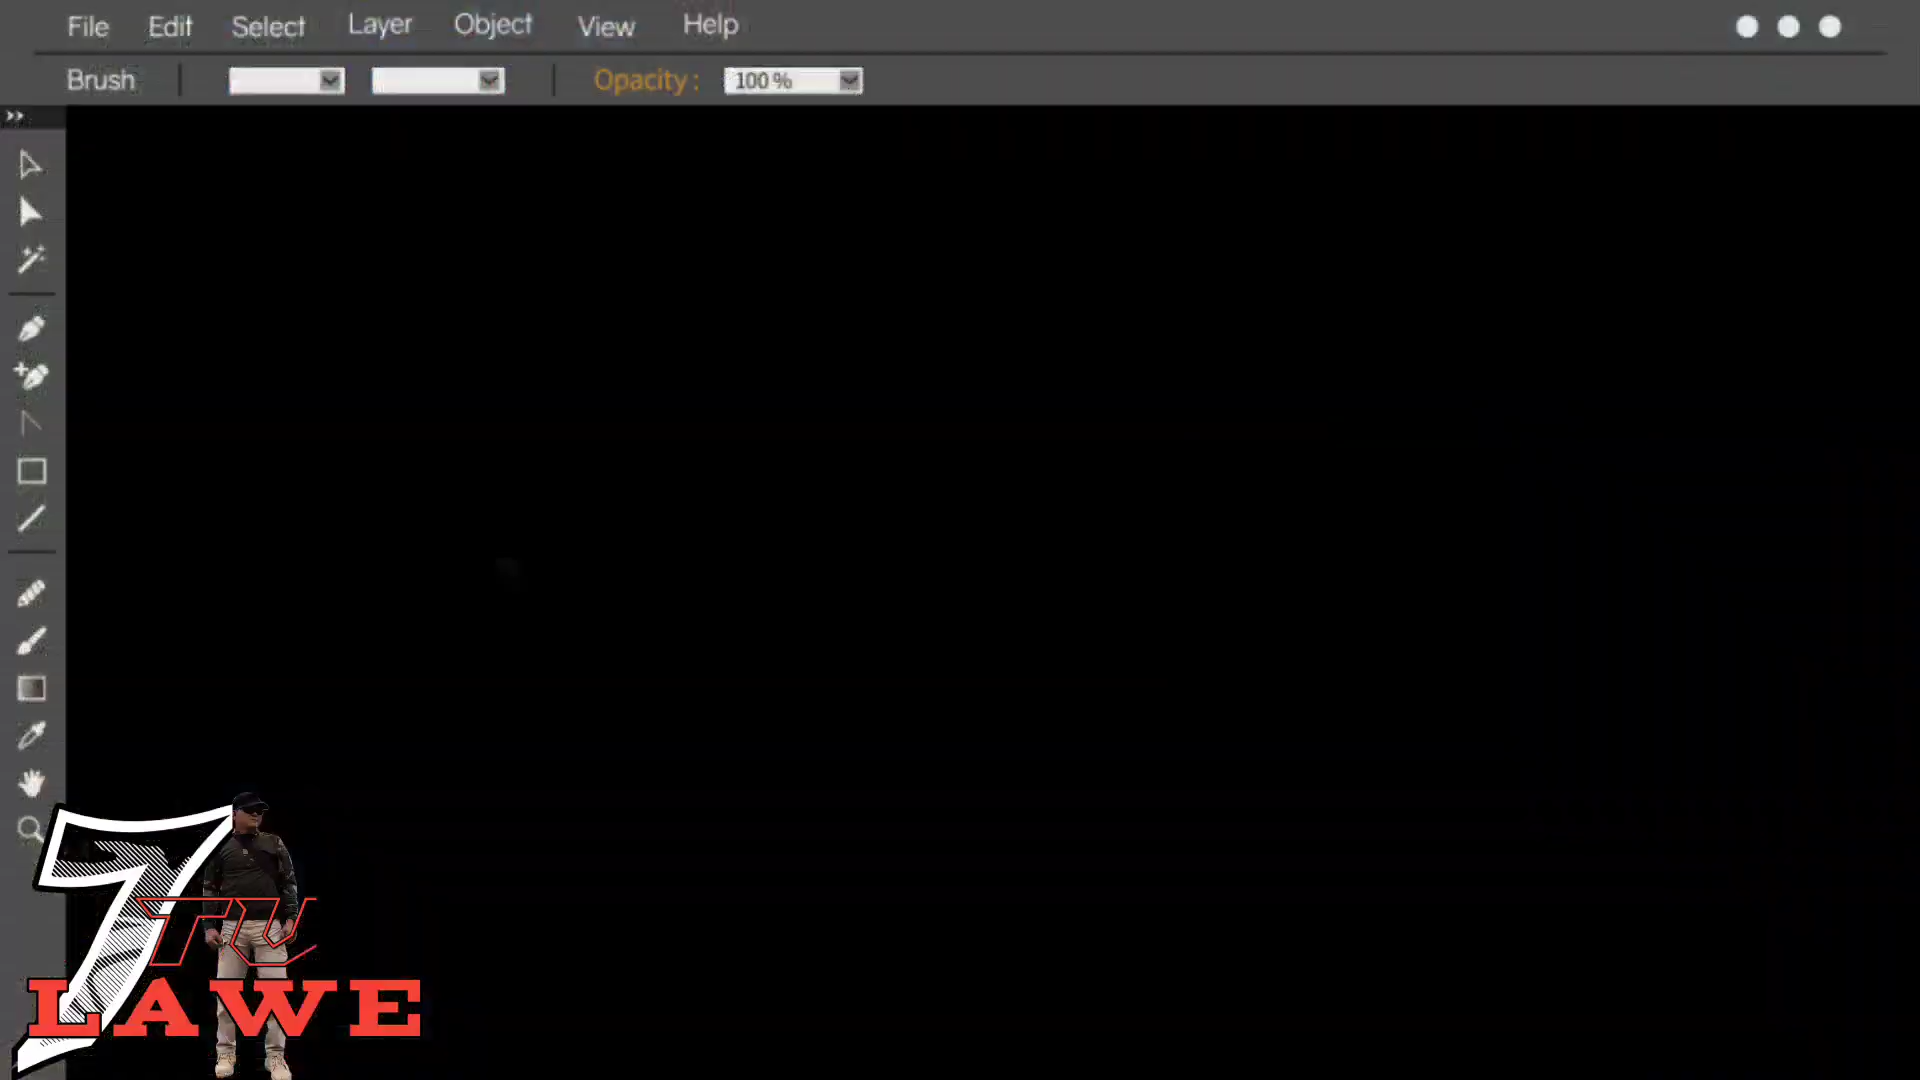 File Edit Select Layer Object View Help
Brush Opacity : 100 %
7
TV
LAWE